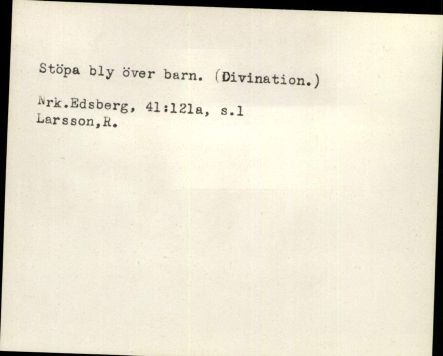 Stöpa bly över barn. (Divination.)
Nrk.Edsberg, 41:121a, s.1
Larsson,R.